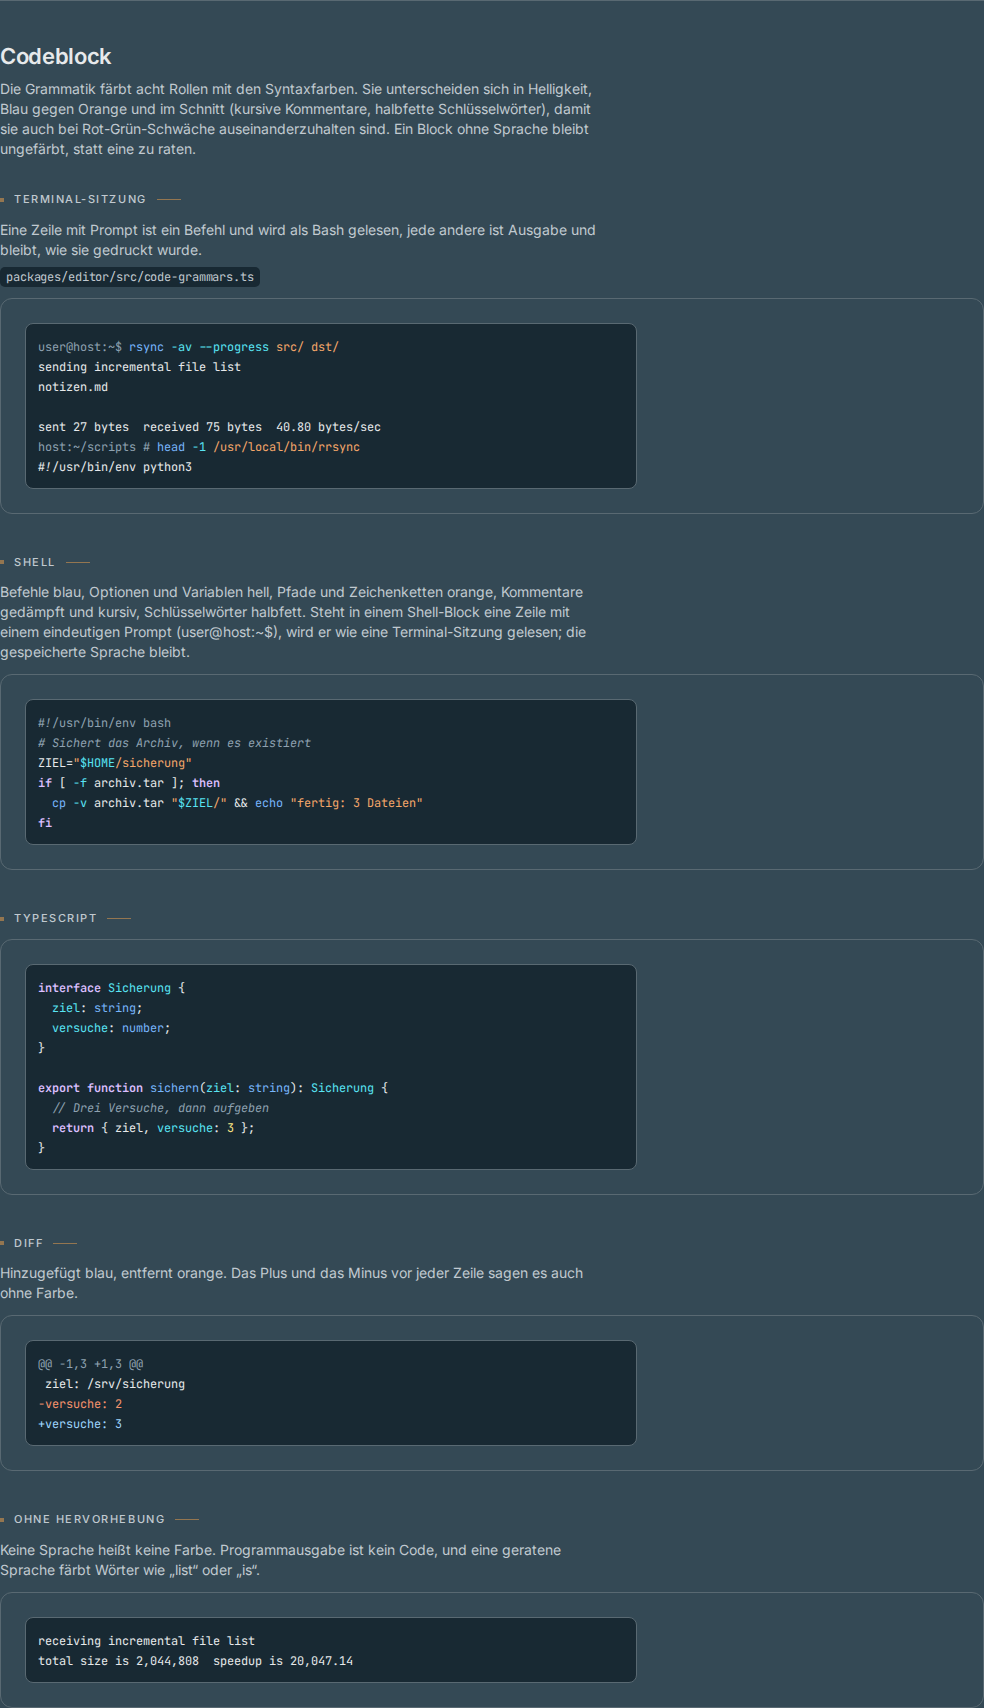 Codeblock
Die Grammatik färbt acht Rollen mit den Syntaxfarben. Sie unterscheiden sich in Helligkeit,
Blau gegen Orange und im Schnitt (kursive Kommentare, halbfette Schlüsselwörter), damit
sie auch bei Rot-Grün-Schwäche auseinanderzuhalten sind. Ein Block ohne Sprache bleibt
ungefärbt, statt eine zu raten.
TERMINAL-SITZUNG
Eine Zeile mit Prompt ist ein Befehl und wird als Bash gelesen, jede andere ist Ausgabe und
bleibt, wie sie gedruckt wurde.
packages/editor/src/code-grammars.ts
user@host:~$ rsync -av --progress src/ dst/
sending incremental file list
notizen.md
sent 27 bytes  received 75 bytes  40.80 bytes/sec
host:~/scripts # head -1 /usr/local/bin/rrsync
#!/usr/bin/env python3
SHELL
Befehle blau, Optionen und Variablen hell, Pfade und Zeichenketten orange, Kommentare
gedämpft und kursiv, Schlüsselwörter halbfett. Steht in einem Shell-Block eine Zeile mit
einem eindeutigen Prompt (user@host:~$), wird er wie eine Terminal-Sitzung gelesen; die
gespeicherte Sprache bleibt.
#!/usr/bin/env bash
# Sichert das Archiv, wenn es existiert
ZIEL="$HOME/sicherung"
if [ -f archiv.tar ]; then
  cp -v archiv.tar "$ZIEL/" && echo "fertig: 3 Dateien"
fi
TYPESCRIPT
interface Sicherung {
  ziel: string;
  versuche: number;
}
export function sichern(ziel: string): Sicherung {
  // Drei Versuche, dann aufgeben
  return { ziel, versuche: 3 };
}
DIFF
Hinzugefügt blau, entfernt orange. Das Plus und das Minus vor jeder Zeile sagen es auch
ohne Farbe.
@@ -1,3 +1,3 @@
 ziel: /srv/sicherung
-versuche: 2
+versuche: 3
OHNE HERVORHEBUNG
Keine Sprache heißt keine Farbe. Programmausgabe ist kein Code, und eine geratene
Sprache färbt Wörter wie „list“ oder „is“.
receiving incremental file list
total size is 2,044,808  speedup is 20,047.14